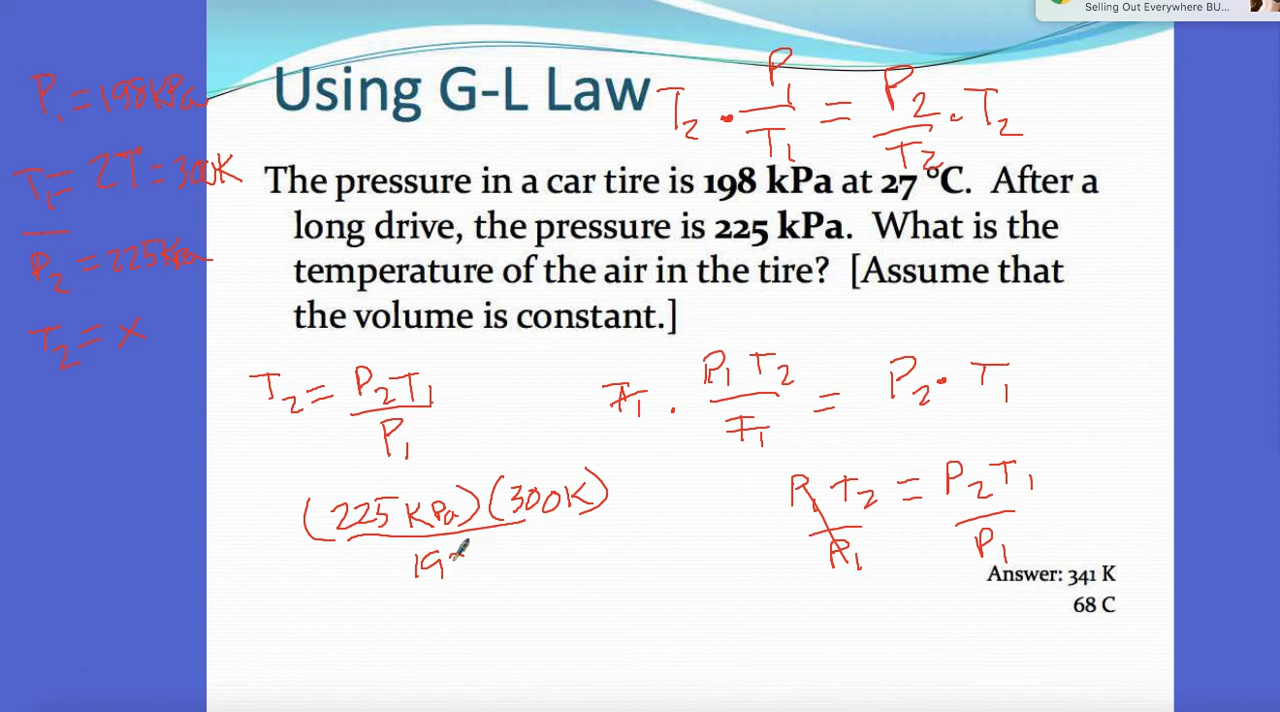 Selling Out Everywhere BU...
Using G-L Law
T₂ · P₁/T₁ = P₂/T₂ · T₂
P₁ = 198 KPa
T₁ = 2T = 300K
P₂ = 225 KPa
T₂ = x
The pressure in a car tire is 198 kPa at 27 °C. After a
long drive, the pressure is 225 kPa. What is the
temperature of the air in the tire? [Assume that
the volume is constant.]
T₂ = P₂T₁/P₁
T₁ · P₁T₂/T₁ = P₂ · T₁
(225 KPa)(300K)/19
P₁T₂/P₁ = P₂T₁/P₁
Answer: 341 K
68 C